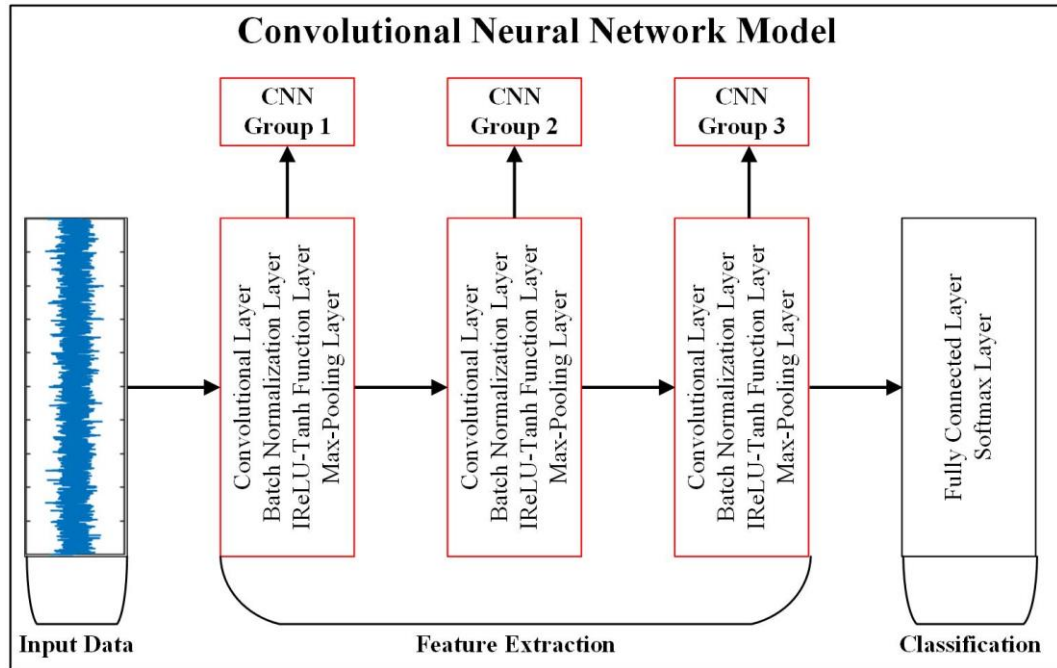 Convolutional Neural Network Model
CNN
Group 1
CNN
Group 2
CNN
Group 3
Convolutional Layer
Batch Normalization Layer
IReLU-Tanh Function Layer
Max-Pooling Layer
Convolutional Layer
Batch Normalization Layer
IReLU-Tanh Function Layer
Max-Pooling Layer
Convolutional Layer
Batch Normalization Layer
IReLU-Tanh Function Layer
Max-Pooling Layer
Fully Connected Layer
Softmax Layer
Input Data
Feature Extraction
Classification